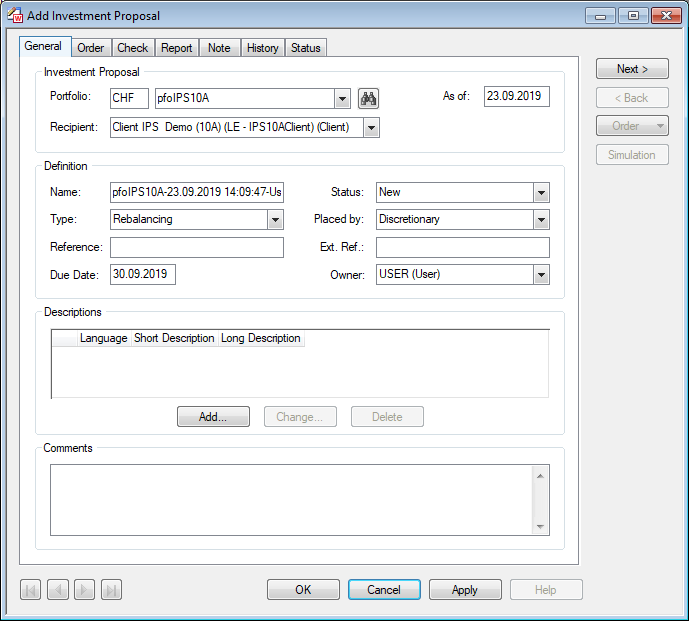 Add Investment Proposal
General Order Check Report Note History Status
Investment Proposal
Portfolio: CHF pfoIPS10A As of: 23.09.2019
Recipient: Client IPS Demo (10A) (LE - IPS10AClient) (Client)
Next >
< Back
Order
Simulation
Definition
Name: pfoIPS10A-23.09.2019 14:09:47-Us Status: New
Type: Rebalancing Placed by: Discretionary
Reference: Ext. Ref.:
Due Date: 30.09.2019 Owner: USER (User)
Descriptions
Language Short Description Long Description
Add... Change... Delete
Comments
OK Cancel Apply Help